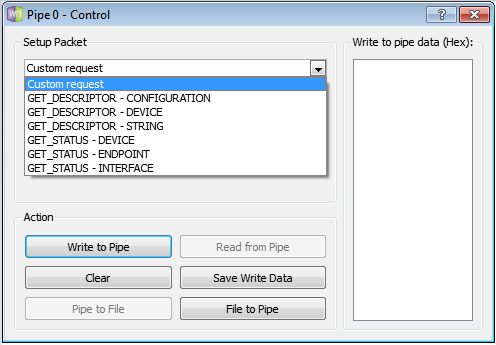 Pipe 0 - Control
Setup Packet
Write to pipe data (Hex):
Custom request
Custom request
GET_DESCRIPTOR - CONFIGURATION
GET_DESCRIPTOR - DEVICE
GET_DESCRIPTOR - STRING
GET_STATUS - DEVICE
GET_STATUS - ENDPOINT
GET_STATUS - INTERFACE
Action
Write to Pipe
Read from Pipe
Clear
Save Write Data
Pipe to File
File to Pipe